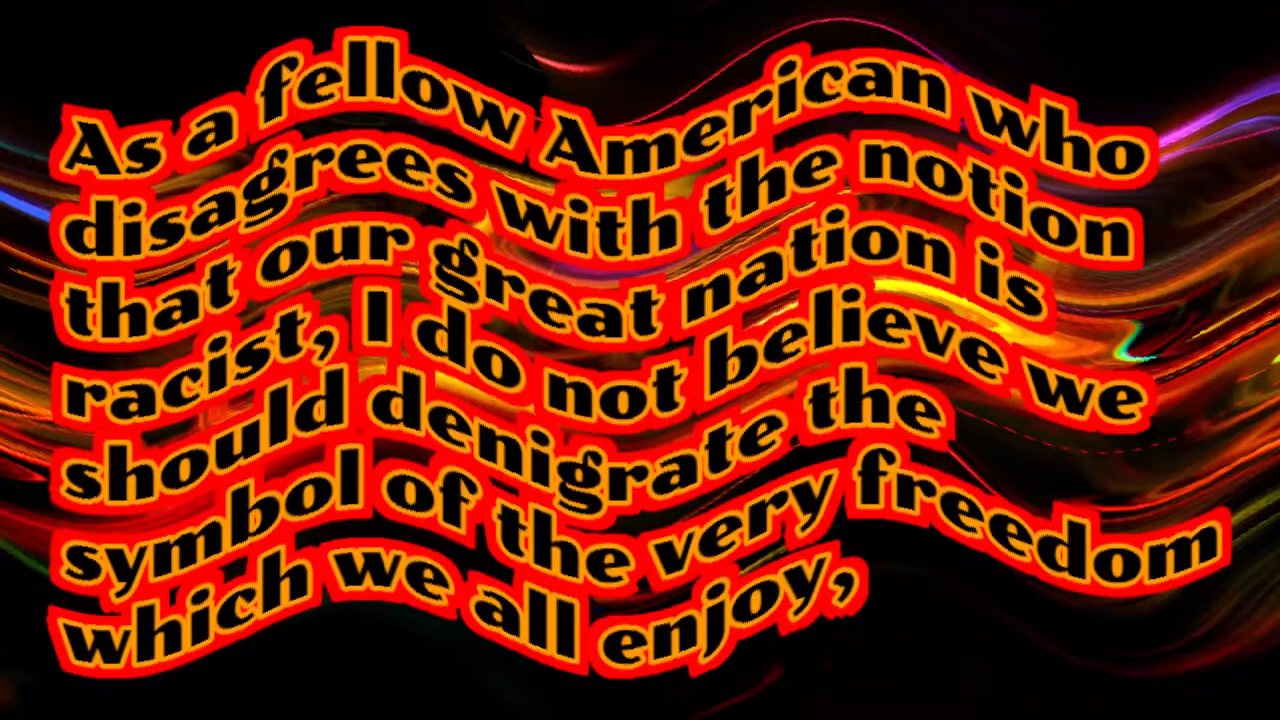 As a fellow American who
disagrees with the notion
that our great nation is
racist, I do not believe we
should denigrate the
symbol of the very freedom
which we all enjoy,